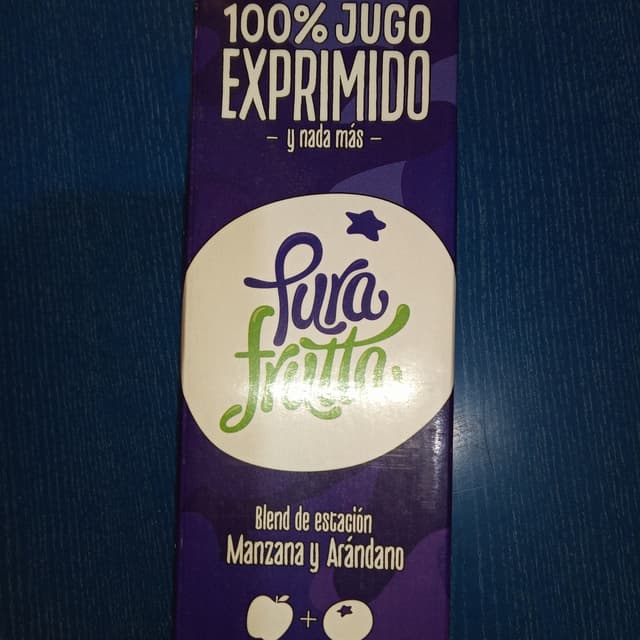 100% JUGO
EXPRIMIDO
– y nada más –
Pura
frutta.
Blend de estación
Manzana y Arándano
+